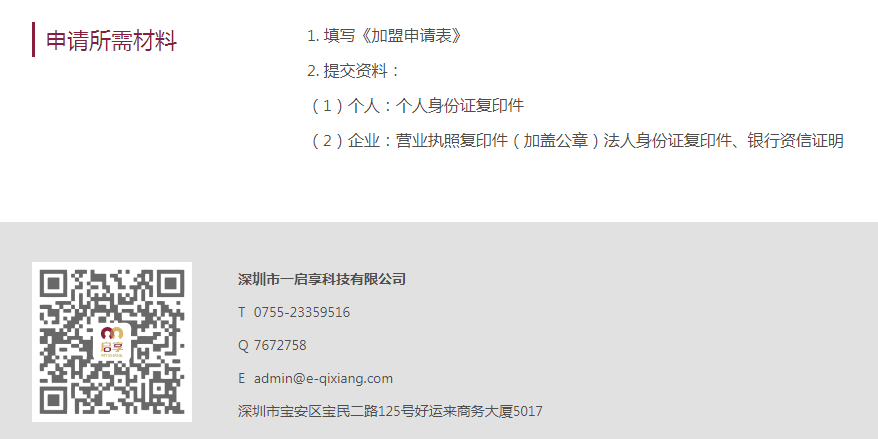 申请所需材料
1. 填写《加盟申请表》
2. 提交资料：
（1）个人：个人身份证复印件
（2）企业：营业执照复印件（加盖公章）法人身份证复印件、银行资信证明
启享
深圳市一启享科技有限公司
T 0755-23359516
Q 7672758
E admin@e-qixiang.com
深圳市宝安区宝民二路125号好运来商务大厦5017